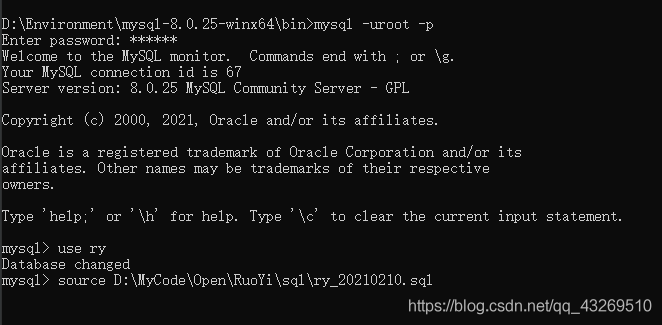 D:\Environment\mysql-8.0.25-winx64\bin>mysql -uroot -p
Enter password: ******
Welcome to the MySQL monitor.  Commands end with ; or \g.
Your MySQL connection id is 67
Server version: 8.0.25 MySQL Community Server - GPL
Copyright (c) 2000, 2021, Oracle and/or its affiliates.
Oracle is a registered trademark of Oracle Corporation and/or its
affiliates. Other names may be trademarks of their respective
owners.
Type 'help;' or '\h' for help. Type '\c' to clear the current input statement.
mysql> use ry
Database changed
mysql> source D:\MyCode\Open\RuoYi\sql\ry_20210210.sql
https://blog.csdn.net/qq_43269510